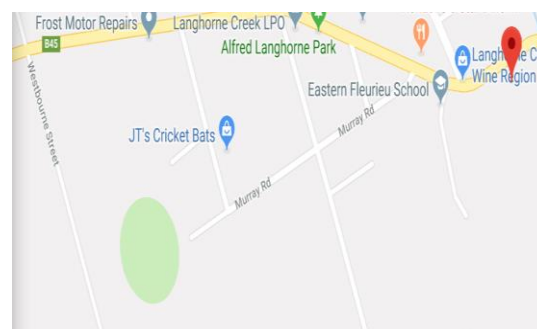 Frost Motor Repairs
Langhorne Creek LPO
B45
Alfred Langhorne Park
Langh
e C
Wine Region
Eastern Fleurieu School
Westbourne Street
JT's Cricket Bats
Murray Rd
Murray Rd